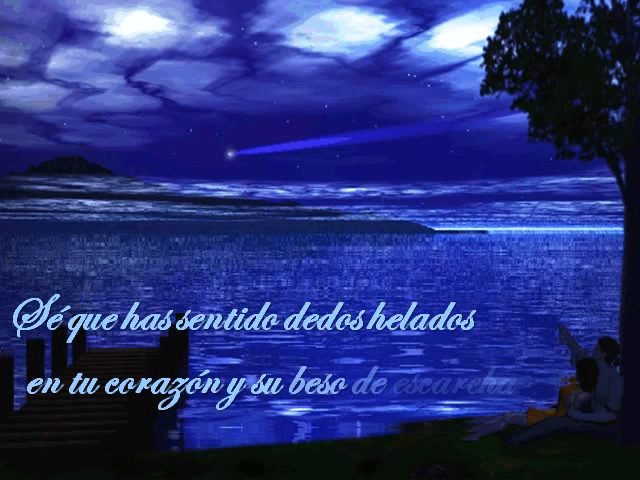 Sé que has sentido dedos helados
en tu corazón y su beso de escarcha